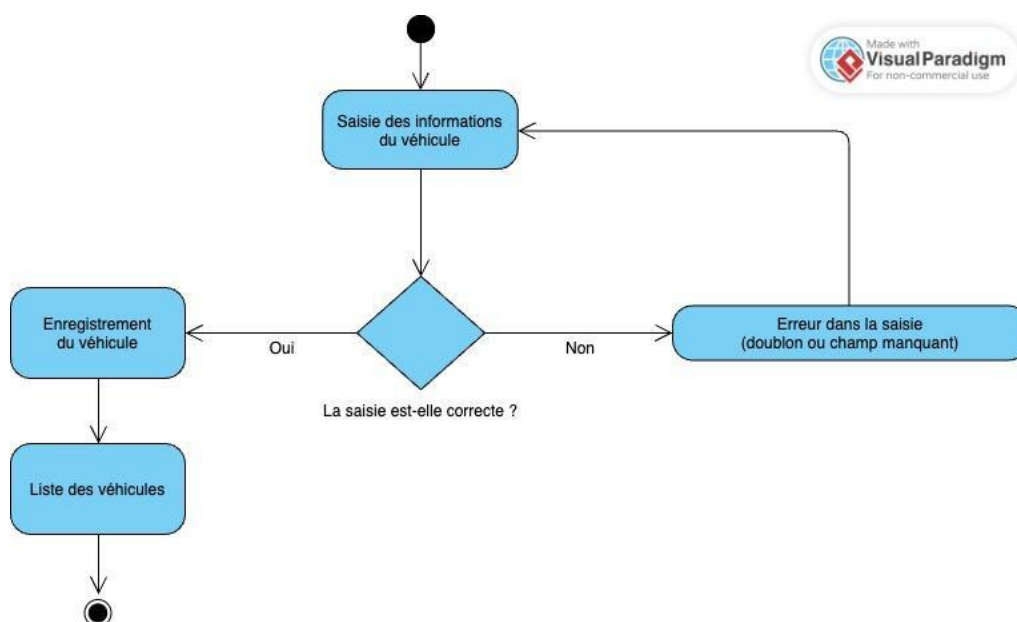 Made with
Visual Paradigm
For non-commercial use
Saisie des informations
du véhicule
Enregistrement
du véhicule
Oui
Non
Erreur dans la saisie
(doublon ou champ manquant)
La saisie est-elle correcte ?
Liste des véhicules